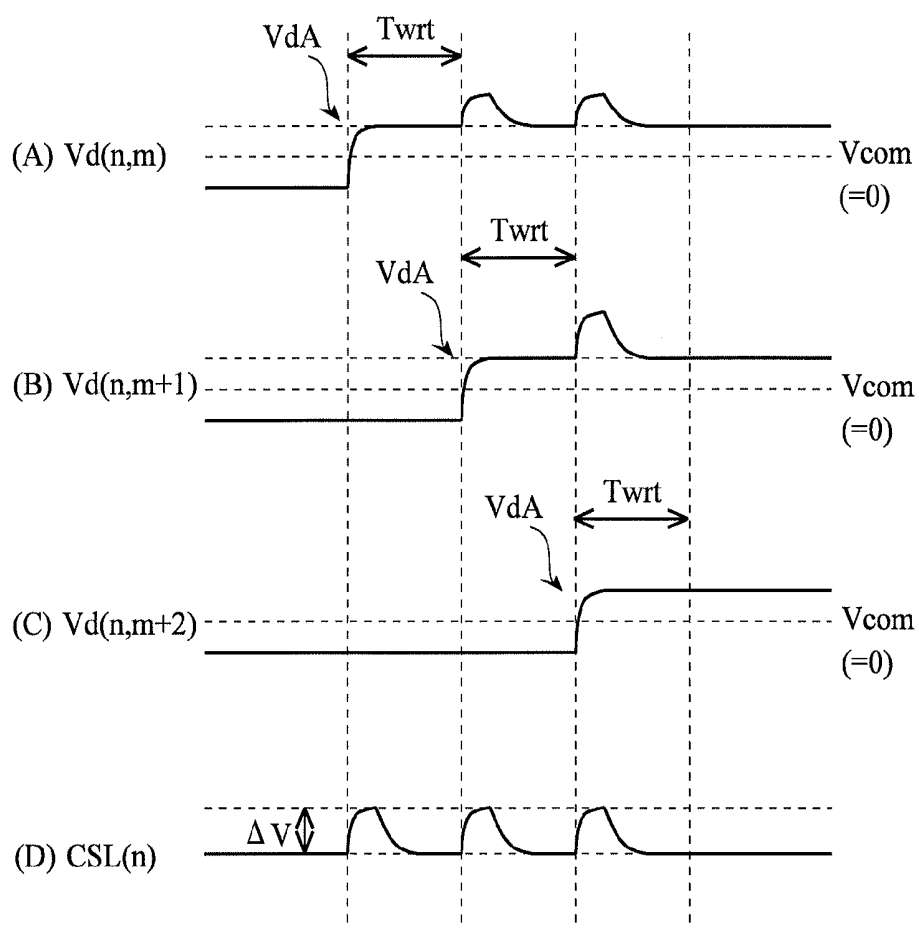 VdA
Twrt
(A) Vd(n,m)
Vcom
(=0)
Twrt
VdA
(B) Vd(n,m+1)
Vcom
(=0)
Twrt
VdA
(C) Vd(n,m+2)
Vcom
(=0)
ΔV
(D) CSL(n)